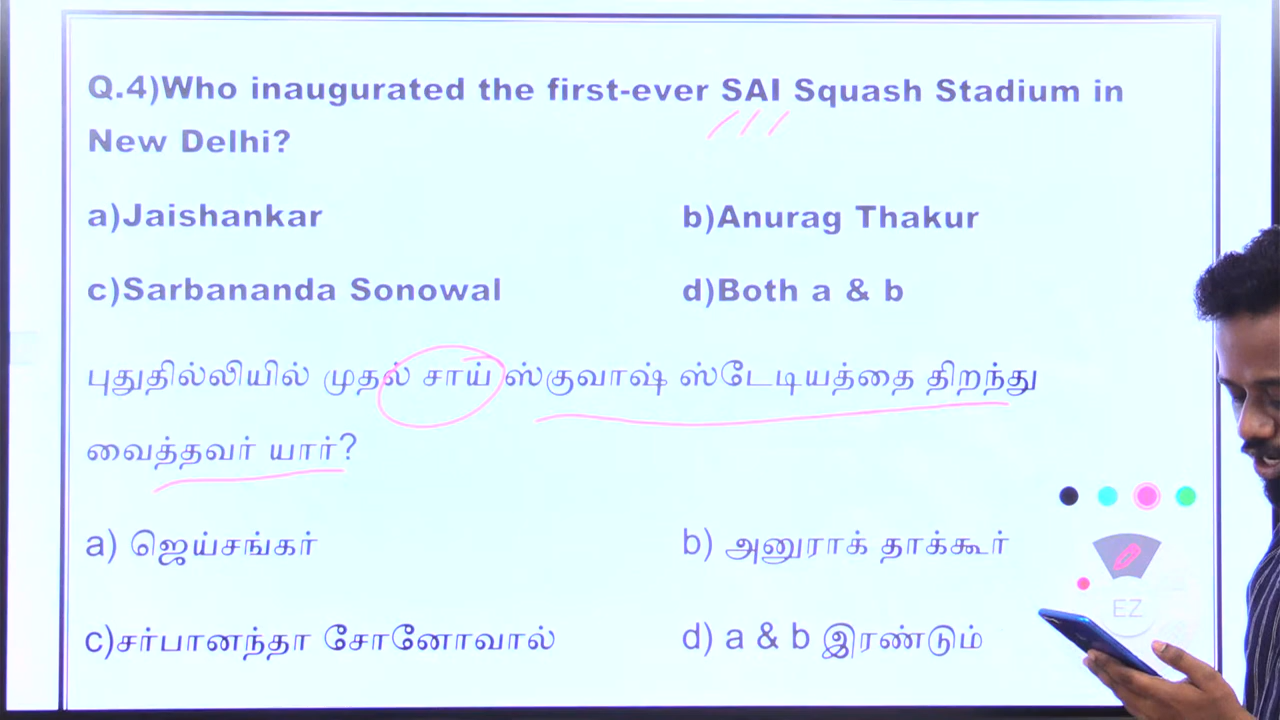 Q.4)Who inaugurated the first-ever SAI Squash Stadium in
New Delhi?
a)Jaishankar b)Anurag Thakur
c)Sarbananda Sonowal d)Both a & b
புதுதில்லியில் முதல் சாய் ஸ்குவாஷ் ஸ்டேடியத்தை திறந்து
வைத்தவர் யார்?
a) ஜெய்சங்கர் b) அனுராக் தாக்கூர்
c)சர்பானந்தா சோனோவால் d) a & b இரண்டும்
EZ